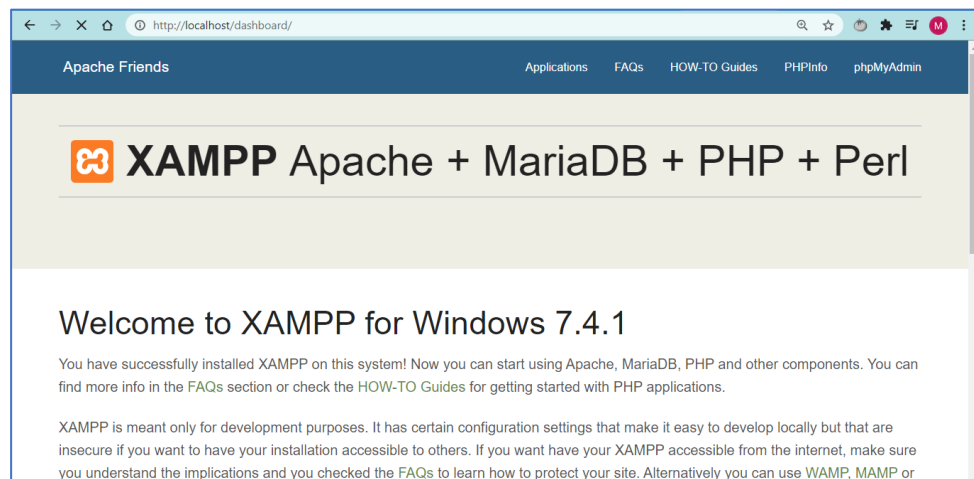 http://localhost/dashboard/
M
Apache Friends
Applications FAQs HOW-TO Guides PHPInfo phpMyAdmin
XAMPP Apache + MariaDB + PHP + Perl
Welcome to XAMPP for Windows 7.4.1
You have successfully installed XAMPP on this system! Now you can start using Apache, MariaDB, PHP and other components. You can
find more info in the FAQs section or check the HOW-TO Guides for getting started with PHP applications.
XAMPP is meant only for development purposes. It has certain configuration settings that make it easy to develop locally but that are
insecure if you want to have your installation accessible to others. If you want have your XAMPP accessible from the internet, make sure
you understand the implications and you checked the FAQs to learn how to protect your site. Alternatively you can use WAMP, MAMP or